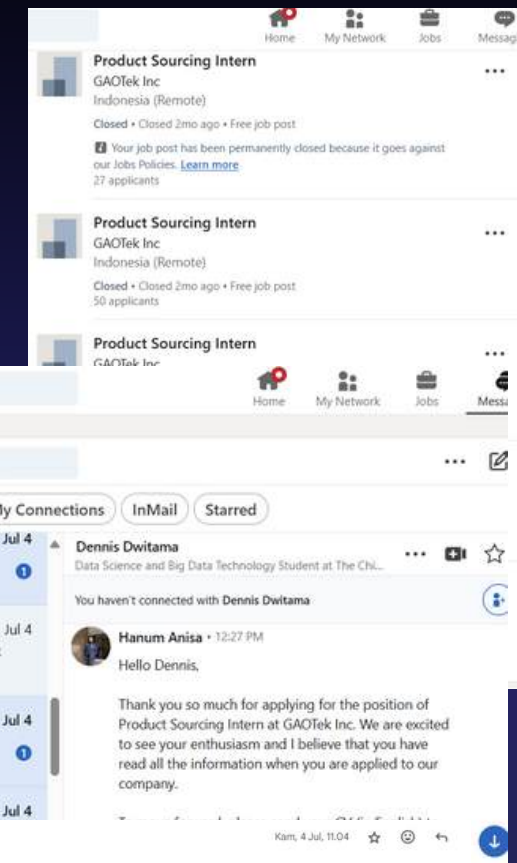 Home My Network Jobs Messag
Product Sourcing Intern
GAOTek Inc
Indonesia (Remote)
Closed • Closed 2mo ago • Free job post
Your job post has been permanently closed because it goes against
our Jobs Policies. Learn more
27 applicants
Product Sourcing Intern
GAOTek Inc
Indonesia (Remote)
Closed • Closed 2mo ago • Free job post
50 applicants
Product Sourcing Intern
GAOTek Inc
Home My Network Jobs Messa
My Connections InMail Starred
Jul 4
1
Jul 4
Jul 4
1
Jul 4
Dennis Dwitama
Data Science and Big Data Technology Student at The Chi...
You haven't connected with Dennis Dwitama
Hanum Anisa • 12:27 PM
Hello Dennis,
Thank you so much for applying for the position of
Product Sourcing Intern at GAOTek Inc. We are excited
to see your enthusiasm and I believe that you have
read all the information when you are applied to our
company.
Kam, 4 Jul, 11.04